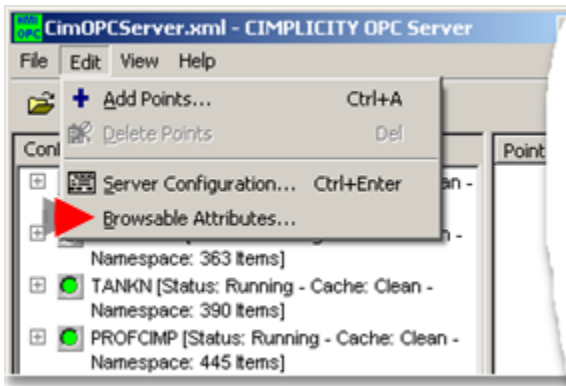 HMI OPC CimOPCServer.xml - CIMPLICITY OPC Server
File Edit View Help
Add Points... Ctrl+A
Delete Points Del
Server Configuration... Ctrl+Enter
Browsable Attributes...
Point
an -
n -
Namespace: 363 Items]
TANKN [Status: Running - Cache: Clean -
Namespace: 390 Items]
PROFCIMP [Status: Running - Cache: Clean -
Namespace: 445 Items]